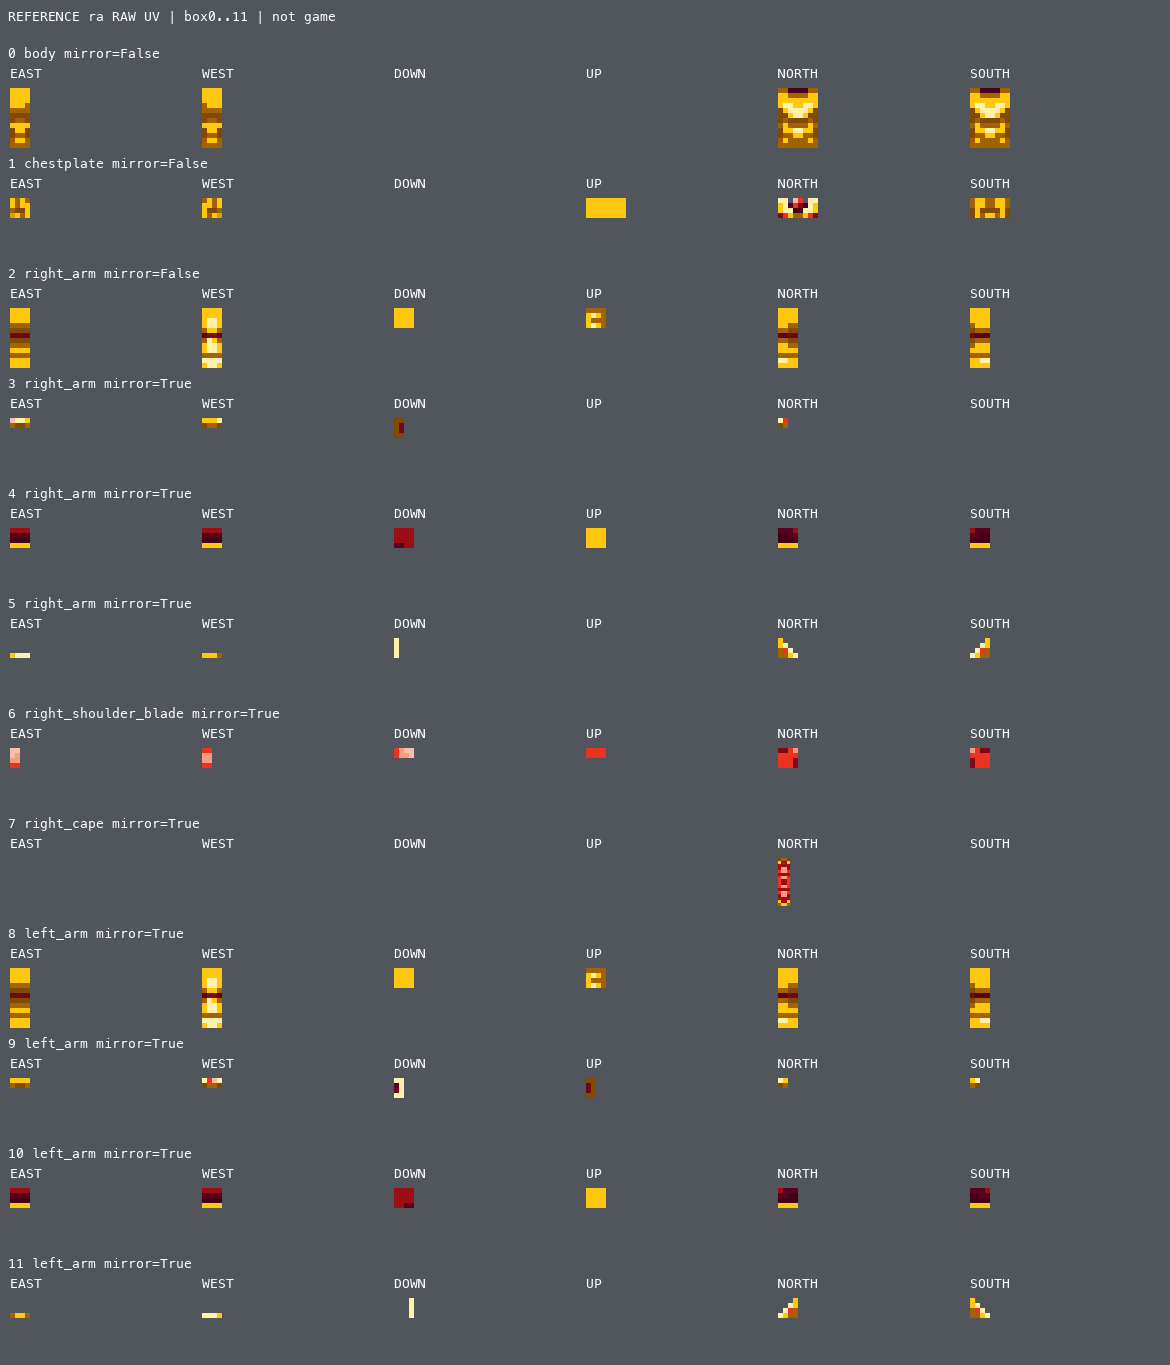 REFERENCE ra RAW UV | box0..11 | not game
0 body mirror=False
EAST WEST DOWN UP NORTH SOUTH
1 chestplate mirror=False
EAST WEST DOWN UP NORTH SOUTH
2 right_arm mirror=False
EAST WEST DOWN UP NORTH SOUTH
3 right_arm mirror=True
EAST WEST DOWN UP NORTH SOUTH
4 right_arm mirror=True
EAST WEST DOWN UP NORTH SOUTH
5 right_arm mirror=True
EAST WEST DOWN UP NORTH SOUTH
6 right_shoulder_blade mirror=True
EAST WEST DOWN UP NORTH SOUTH
7 right_cape mirror=True
EAST WEST DOWN UP NORTH SOUTH
8 left_arm mirror=True
EAST WEST DOWN UP NORTH SOUTH
9 left_arm mirror=True
EAST WEST DOWN UP NORTH SOUTH
10 left_arm mirror=True
EAST WEST DOWN UP NORTH SOUTH
11 left_arm mirror=True
EAST WEST DOWN UP NORTH SOUTH